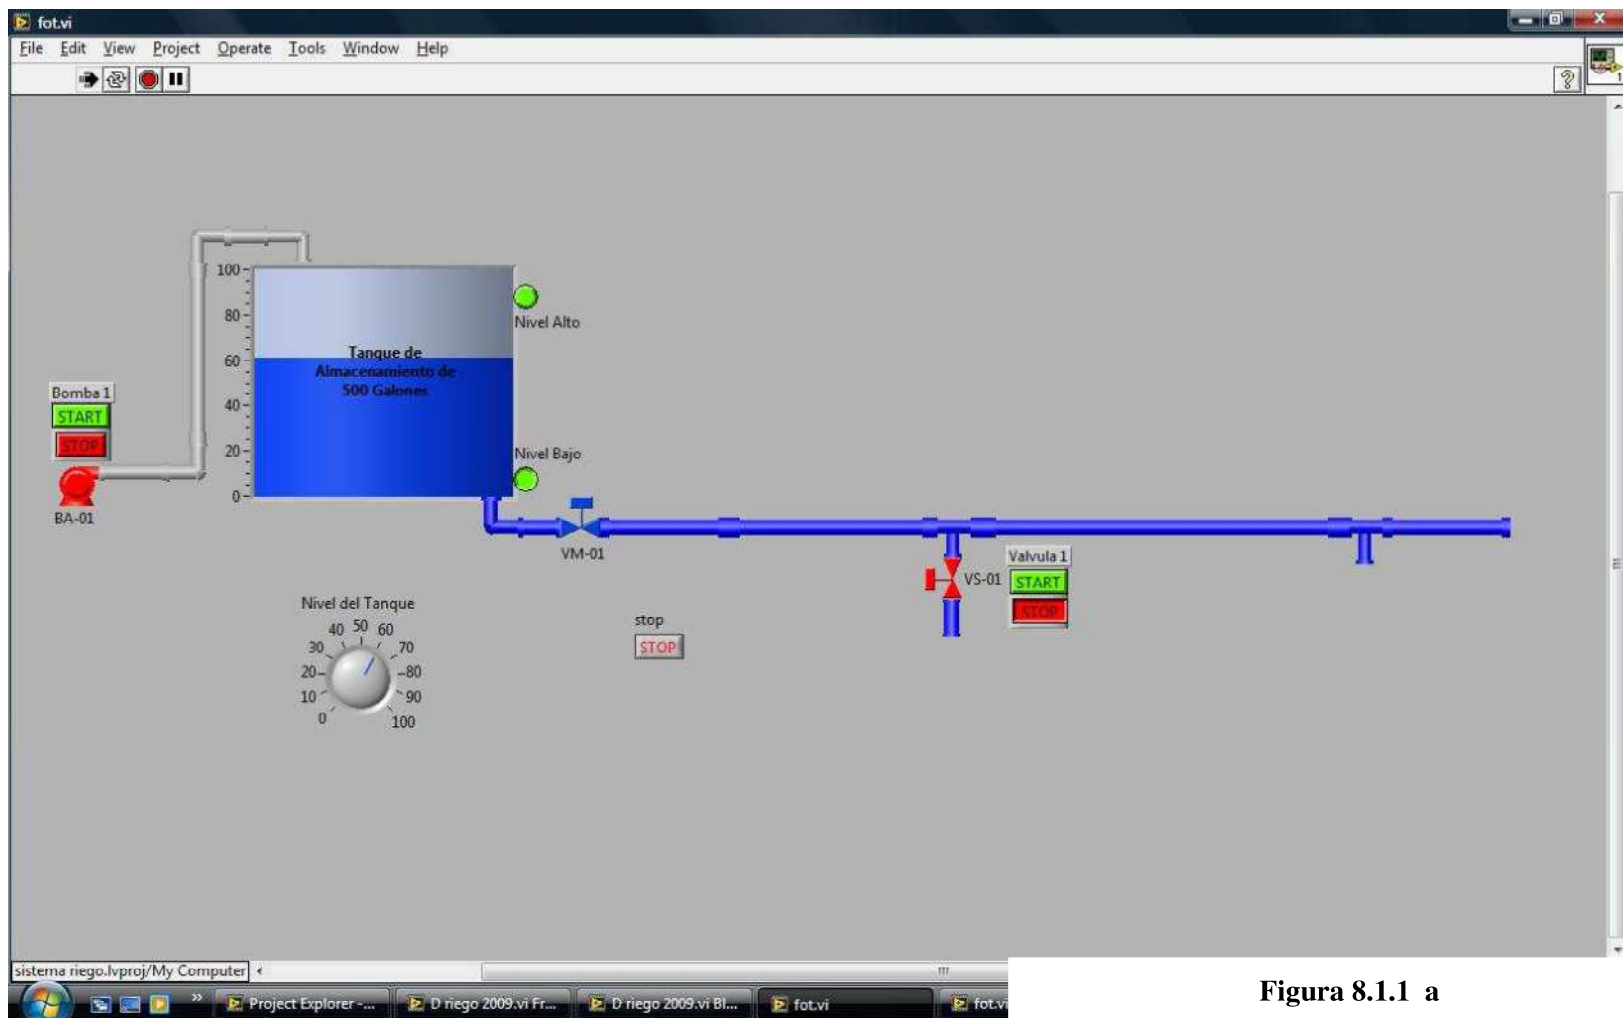 fot.vi
File Edit View Project Operate Tools Window Help
100
80
60
40
20
0
Tanque de
Almacenamiento de
500 Galones
Nivel Alto
Nivel Bajo
Bomba 1
START
STOP
BA-01
VM-01
Valvula 1
VS-01
START
STOP
Nivel del Tanque
0
10
20
30
40
50
60
70
80
90
100
stop
STOP
sistema riego.lvproj/My Computer
Project Explorer -...
D riego 2009.vi Fr...
D riego 2009.vi Bl...
fot.vi
fot.vi
Figura 8.1.1 a